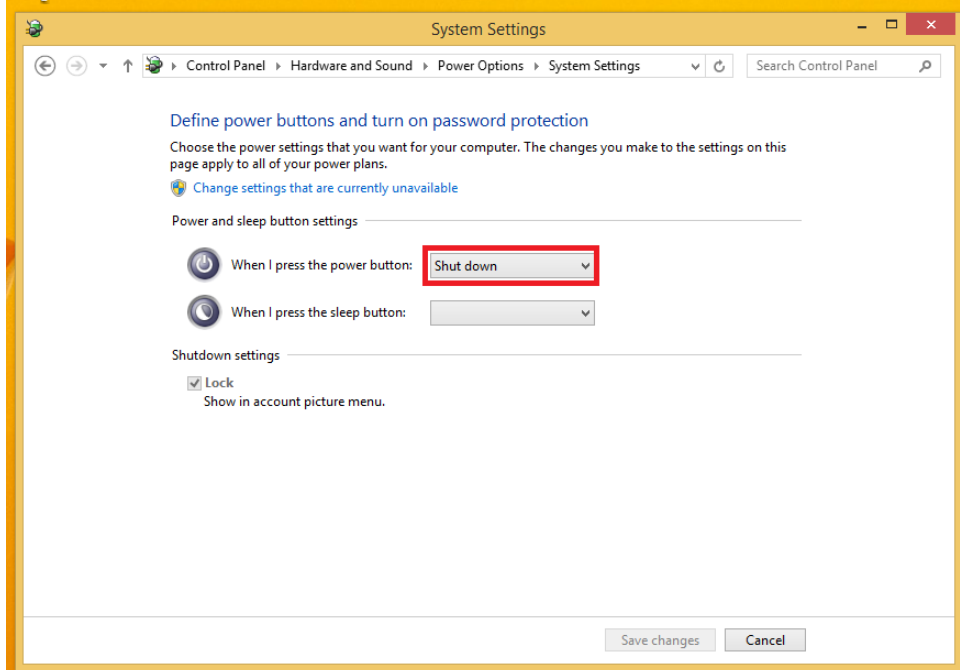 System Settings
Control Panel Hardware and Sound Power Options System Settings Search Control Panel
Define power buttons and turn on password protection
Choose the power settings that you want for your computer. The changes you make to the settings on this
page apply to all of your power plans.
Change settings that are currently unavailable
Power and sleep button settings
When I press the power button: Shut down
When I press the sleep button:
Shutdown settings
Lock
Show in account picture menu.
Save changes Cancel